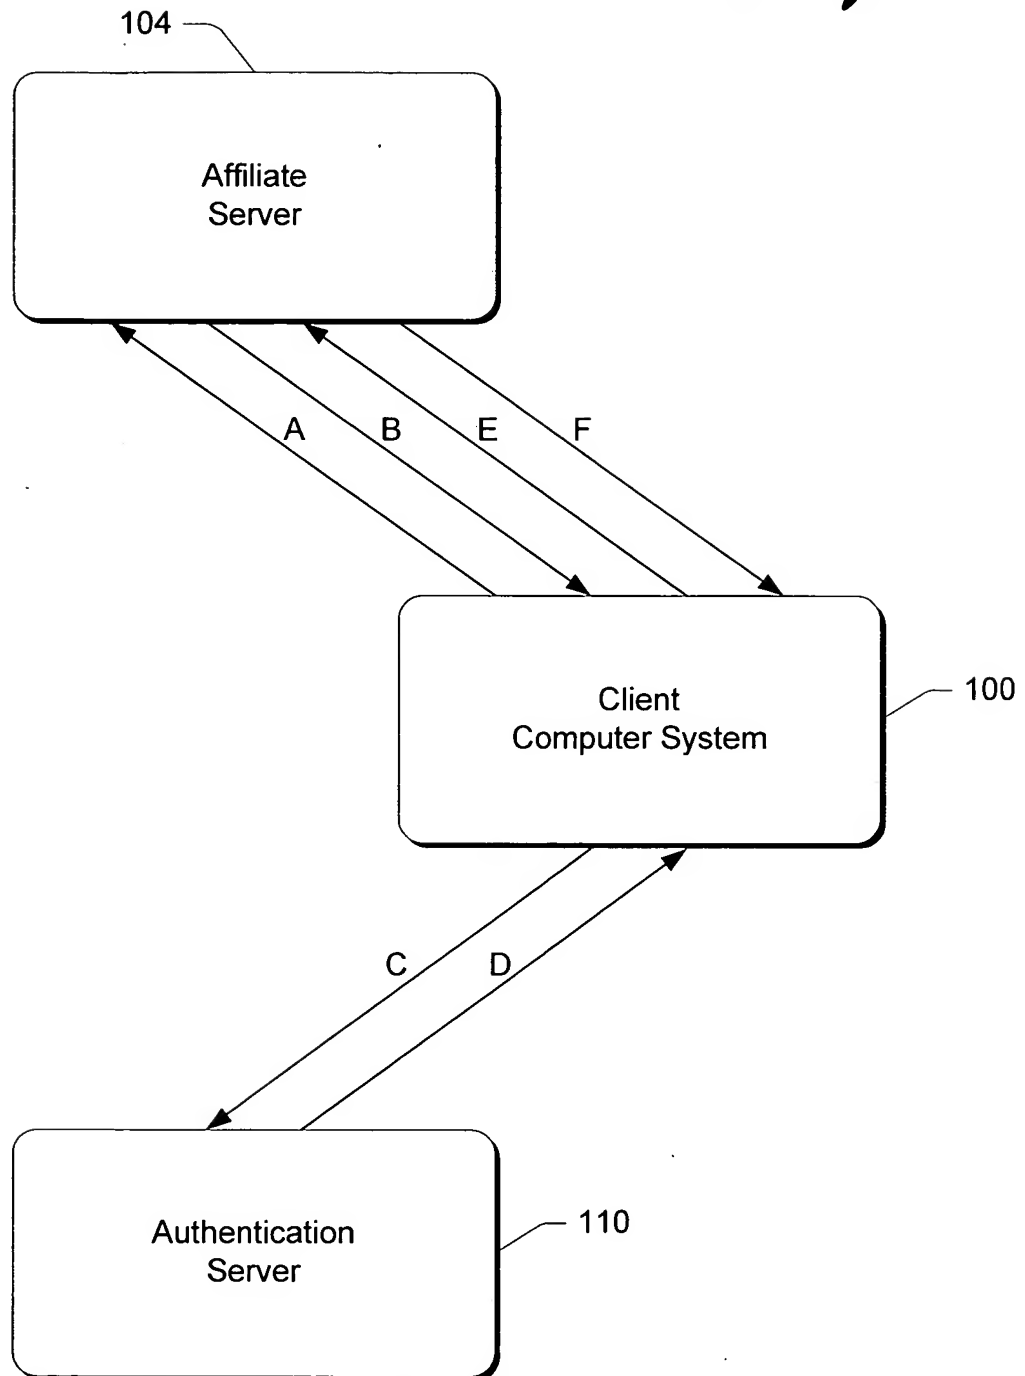 104
Affiliate
Server
A
B
E
F
Client
Computer System
100
C
D
Authentication
Server
110